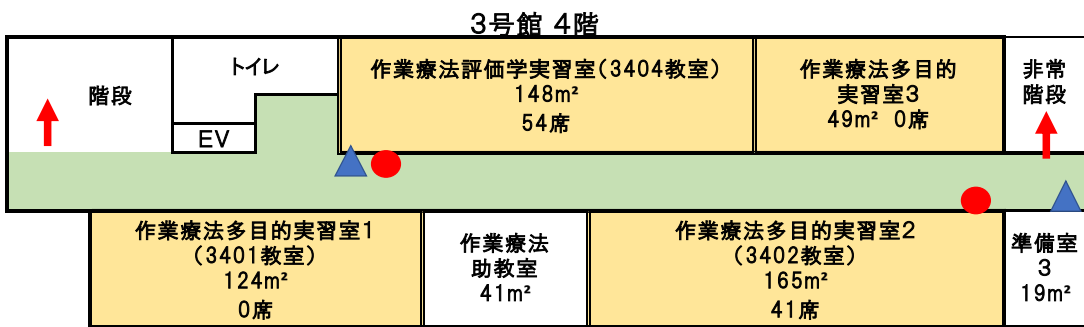 3号館 4階
階段
トイレ
EV
作業療法評価学実習室(3404教室)
148m²
54席
作業療法多目的
実習室3
49m² 0席
非常
階段
作業療法多目的実習室1
(3401教室)
124m²
0席
作業療法
助教室
41m²
作業療法多目的実習室2
(3402教室)
165m²
41席
準備室
3
19m²